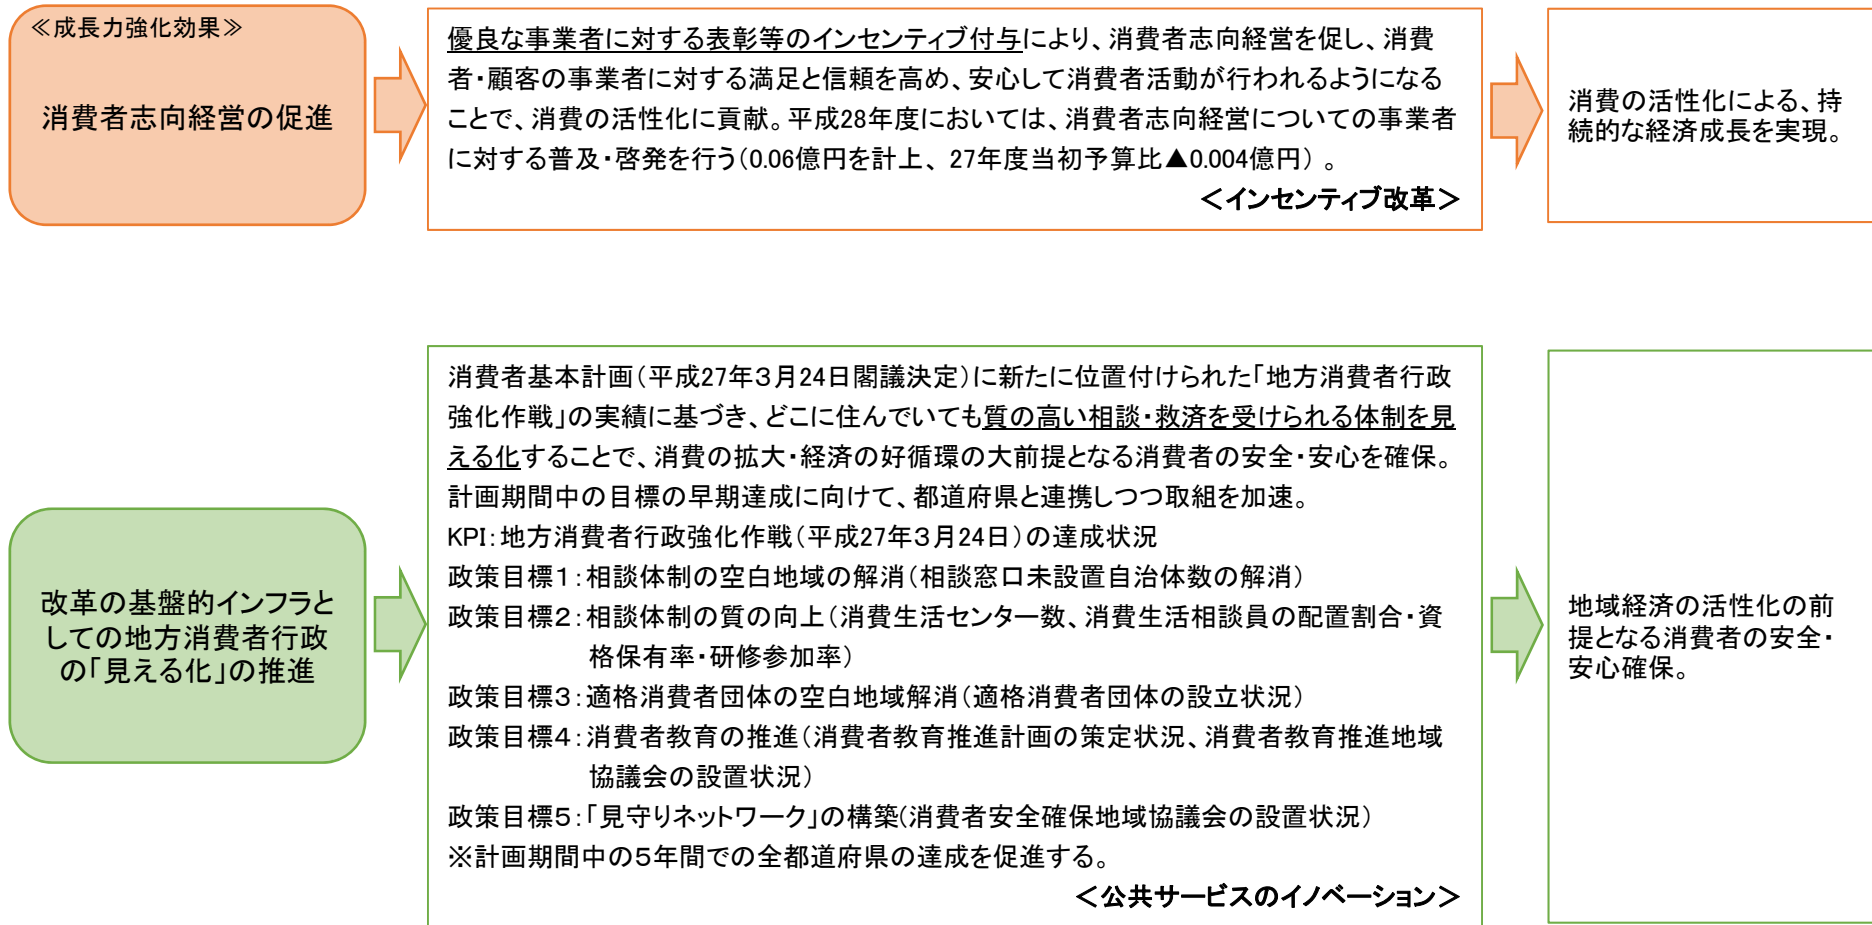 ≪成長力強化効果≫
消費者志向経営の促進
優良な事業者に対する表彰等のインセンティブ付与により、消費者志向経営を促し、消費
者・顧客の事業者に対する満足と信頼を高め、安心して消費者活動が行われるようになる
ことで、消費の活性化に貢献。平成28年度においては、消費者志向経営についての事業者
に対する普及・啓発を行う（0.06億円を計上、27年度当初予算比▲0.004億円）。
＜インセンティブ改革＞
消費の活性化による、持
続的な経済成長を実現。
改革の基盤的インフラと
しての地方消費者行政
の「見える化」の推進
消費者基本計画（平成27年３月24日閣議決定）に新たに位置付けられた「地方消費者行政
強化作戦」の実績に基づき、どこに住んでいても質の高い相談・救済を受けられる体制を見
える化することで、消費の拡大・経済の好循環の大前提となる消費者の安全・安心を確保。
計画期間中の目標の早期達成に向けて、都道府県と連携しつつ取組を加速。
KPI：地方消費者行政強化作戦（平成27年３月24日）の達成状況
政策目標１：相談体制の空白地域の解消（相談窓口未設置自治体数の解消）
政策目標２：相談体制の質の向上（消費生活センター数、消費生活相談員の配置割合・資
格保有率・研修参加率）
政策目標３：適格消費者団体の空白地域解消（適格消費者団体の設立状況）
政策目標４：消費者教育の推進（消費者教育推進計画の策定状況、消費者教育推進地域
協議会の設置状況）
政策目標５：「見守りネットワーク」の構築(消費者安全確保地域協議会の設置状況）
※計画期間中の５年間での全都道府県の達成を促進する。
＜公共サービスのイノベーション＞
地域経済の活性化の前
提となる消費者の安全・
安心確保。